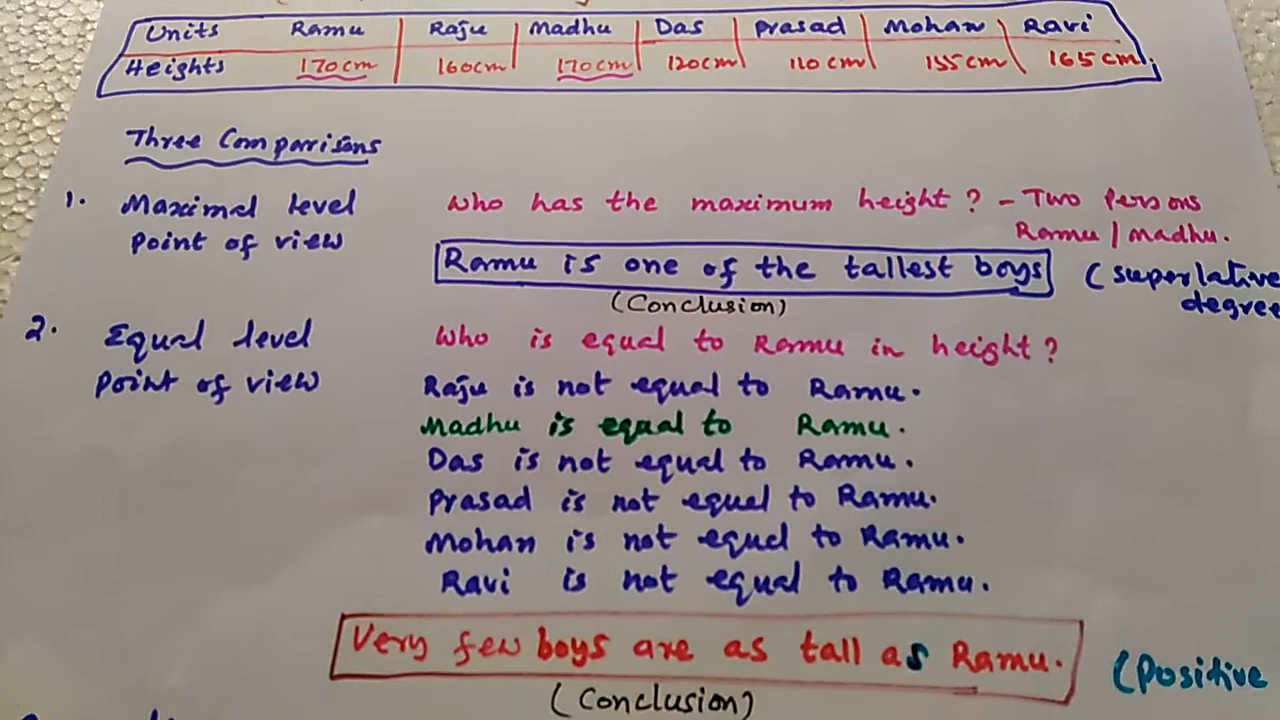 Units Ramu Raju Madhu Das Prasad Mohan Ravi
Heights 170cm 160cm 170cm 120cm 110cm 155cm 165cm.
Three Comparisons
1. Maximal level Who has the maximum height? - Two Persons
Point of view Ramu / madhu.
Ramu is one of the tallest boys (superlative
(Conclusion) degree
2. Equal level Who is equal to Ramu in height?
Point of view Raju is not equal to Ramu.
Madhu is equal to Ramu.
Das is not equal to Ramu.
Prasad is not equal to Ramu.
Mohan is not equal to Ramu.
Ravi is not equal to Ramu.
Very few boys are as tall as Ramu. (Positive
(Conclusion)